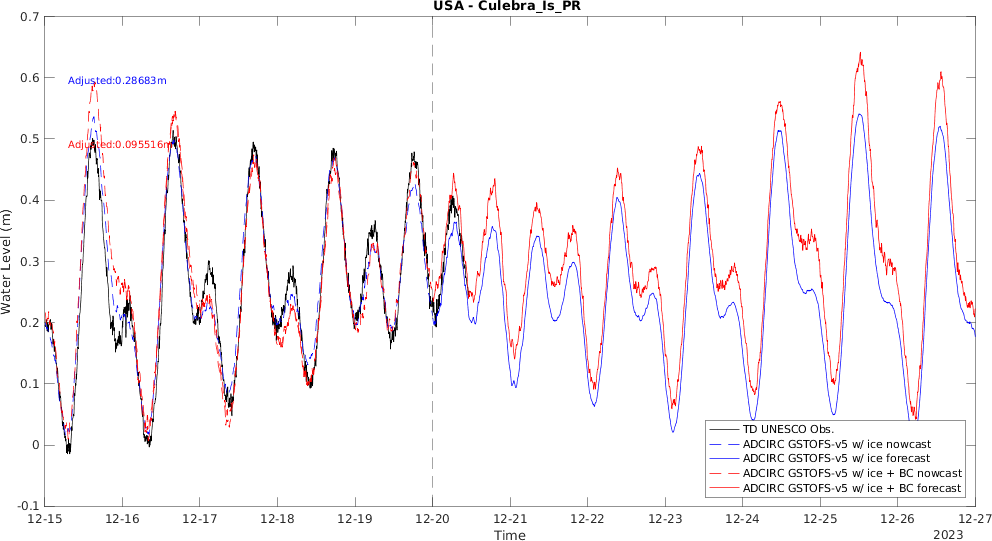 USA - Culebra_Is_PR
0.7
0.6
0.5
0.4
0.3
0.2
0.1
0
-0.1
Water Level (m)
Adjusted:0.28683m
Adjusted:0.095516m
TD UNESCO Obs.
ADCIRC GSTOFS-v5 w/ ice nowcast
ADCIRC GSTOFS-v5 w/ ice forecast
ADCIRC GSTOFS-v5 w/ ice + BC nowcast
ADCIRC GSTOFS-v5 w/ ice + BC forecast
12-15 12-16 12-17 12-18 12-19 12-20 12-21 12-22 12-23 12-24 12-25 12-26 12-27
Time
2023